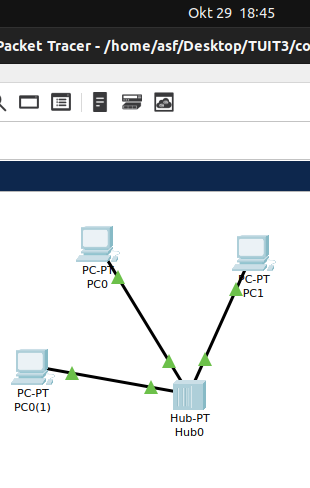 Okt 29 18:45
Packet Tracer - /home/asf/Desktop/TUIT3/co
PC-PT
PC0
PC-PT
PC1
PC-PT
PC0(1)
Hub-PT
Hub0